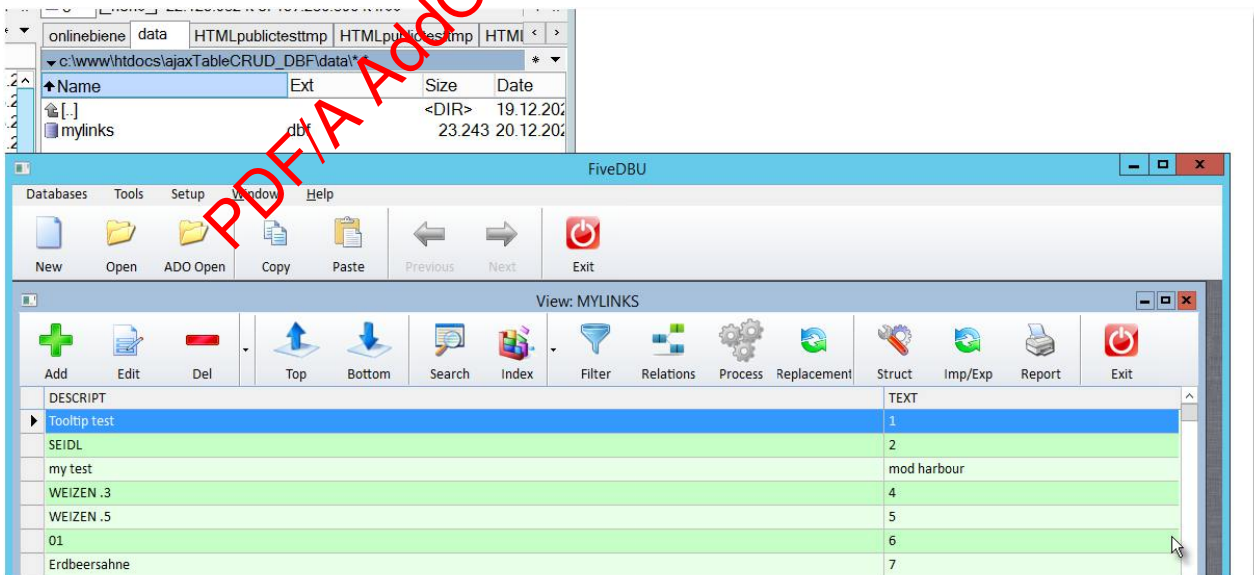 onlinebiene data HTMLpublictesttmp HTMLpublictesttmp HTMl
c:\www\htdocs\ajaxTableCRUD_DBF\data\*.*
Name Ext Size Date
[..] <DIR> 19.12.202
mylinks dbf 23.243 20.12.202
PDF/A
FiveDBU
Databases Tools Setup Window Help
New Open ADO Open Copy Paste Previous Next Exit
View: MYLINKS
Add Edit Del Top Bottom Search Index Filter Relations Process Replacement Struct Imp/Exp Report Exit
DESCRIPT TEXT
Tooltip test 1
SEIDL 2
my test mod harbour
WEIZEN .3 4
WEIZEN .5 5
01 6
Erdbeersahne 7